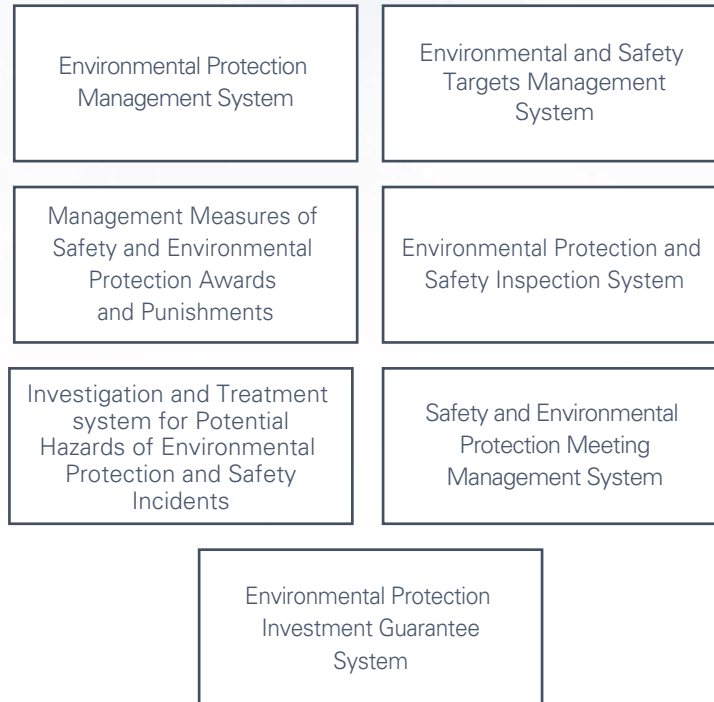 Environmental Protection
Management System
Environmental and Safety
Targets Management
System
Management Measures of
Safety and Environmental
Protection Awards
and Punishments
Environmental Protection and
Safety Inspection System
Investigation and Treatment
system for Potential
Hazards of Environmental
Protection and Safety
Incidents
Safety and Environmental
Protection Meeting
Management System
Environmental Protection
Investment Guarantee
System